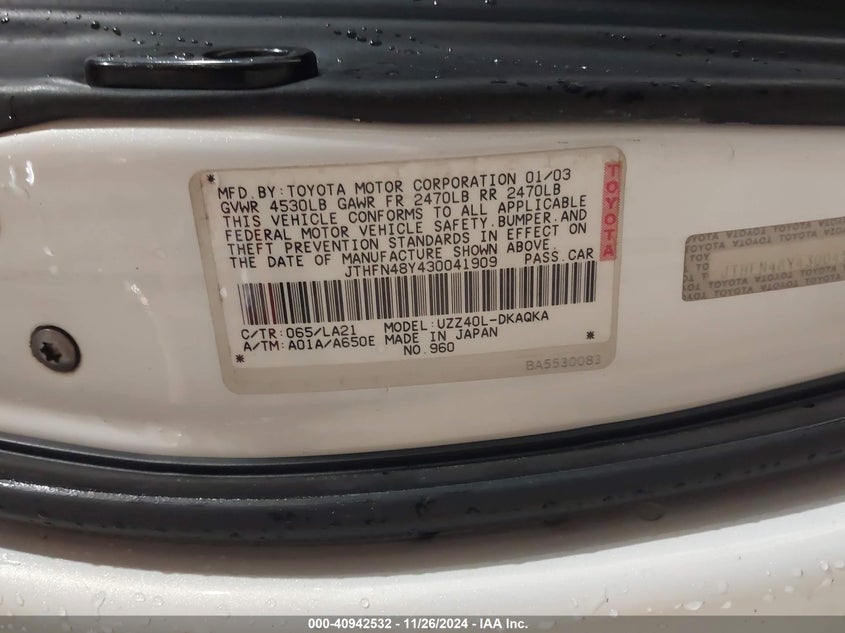 MFD.BY:TOYOTA MOTOR CORPORATION 01/03
GVWR 4530LB GAWR FR 2470LB RR 2470LB
THIS VEHICLE CONFORMS TO ALL APPLICABLE
FEDERAL MOTOR VEHICLE SAFETY,BUMPER,AND
THEFT PREVENTION STANDARDS IN EFFECT ON
THE DATE OF MANUFACTURE SHOWN ABOVE.
JTHFN48Y430041909 PASS.CAR
TOYOTA
C/TR:065/LA21 MODEL:UZZ40L-DKAQKA
A/TM:A01A/A650E MADE IN JAPAN
NO.960
BA5530083
JTHFN48Y43004
000-40942532 - 11/26/2024 - IAA Inc.